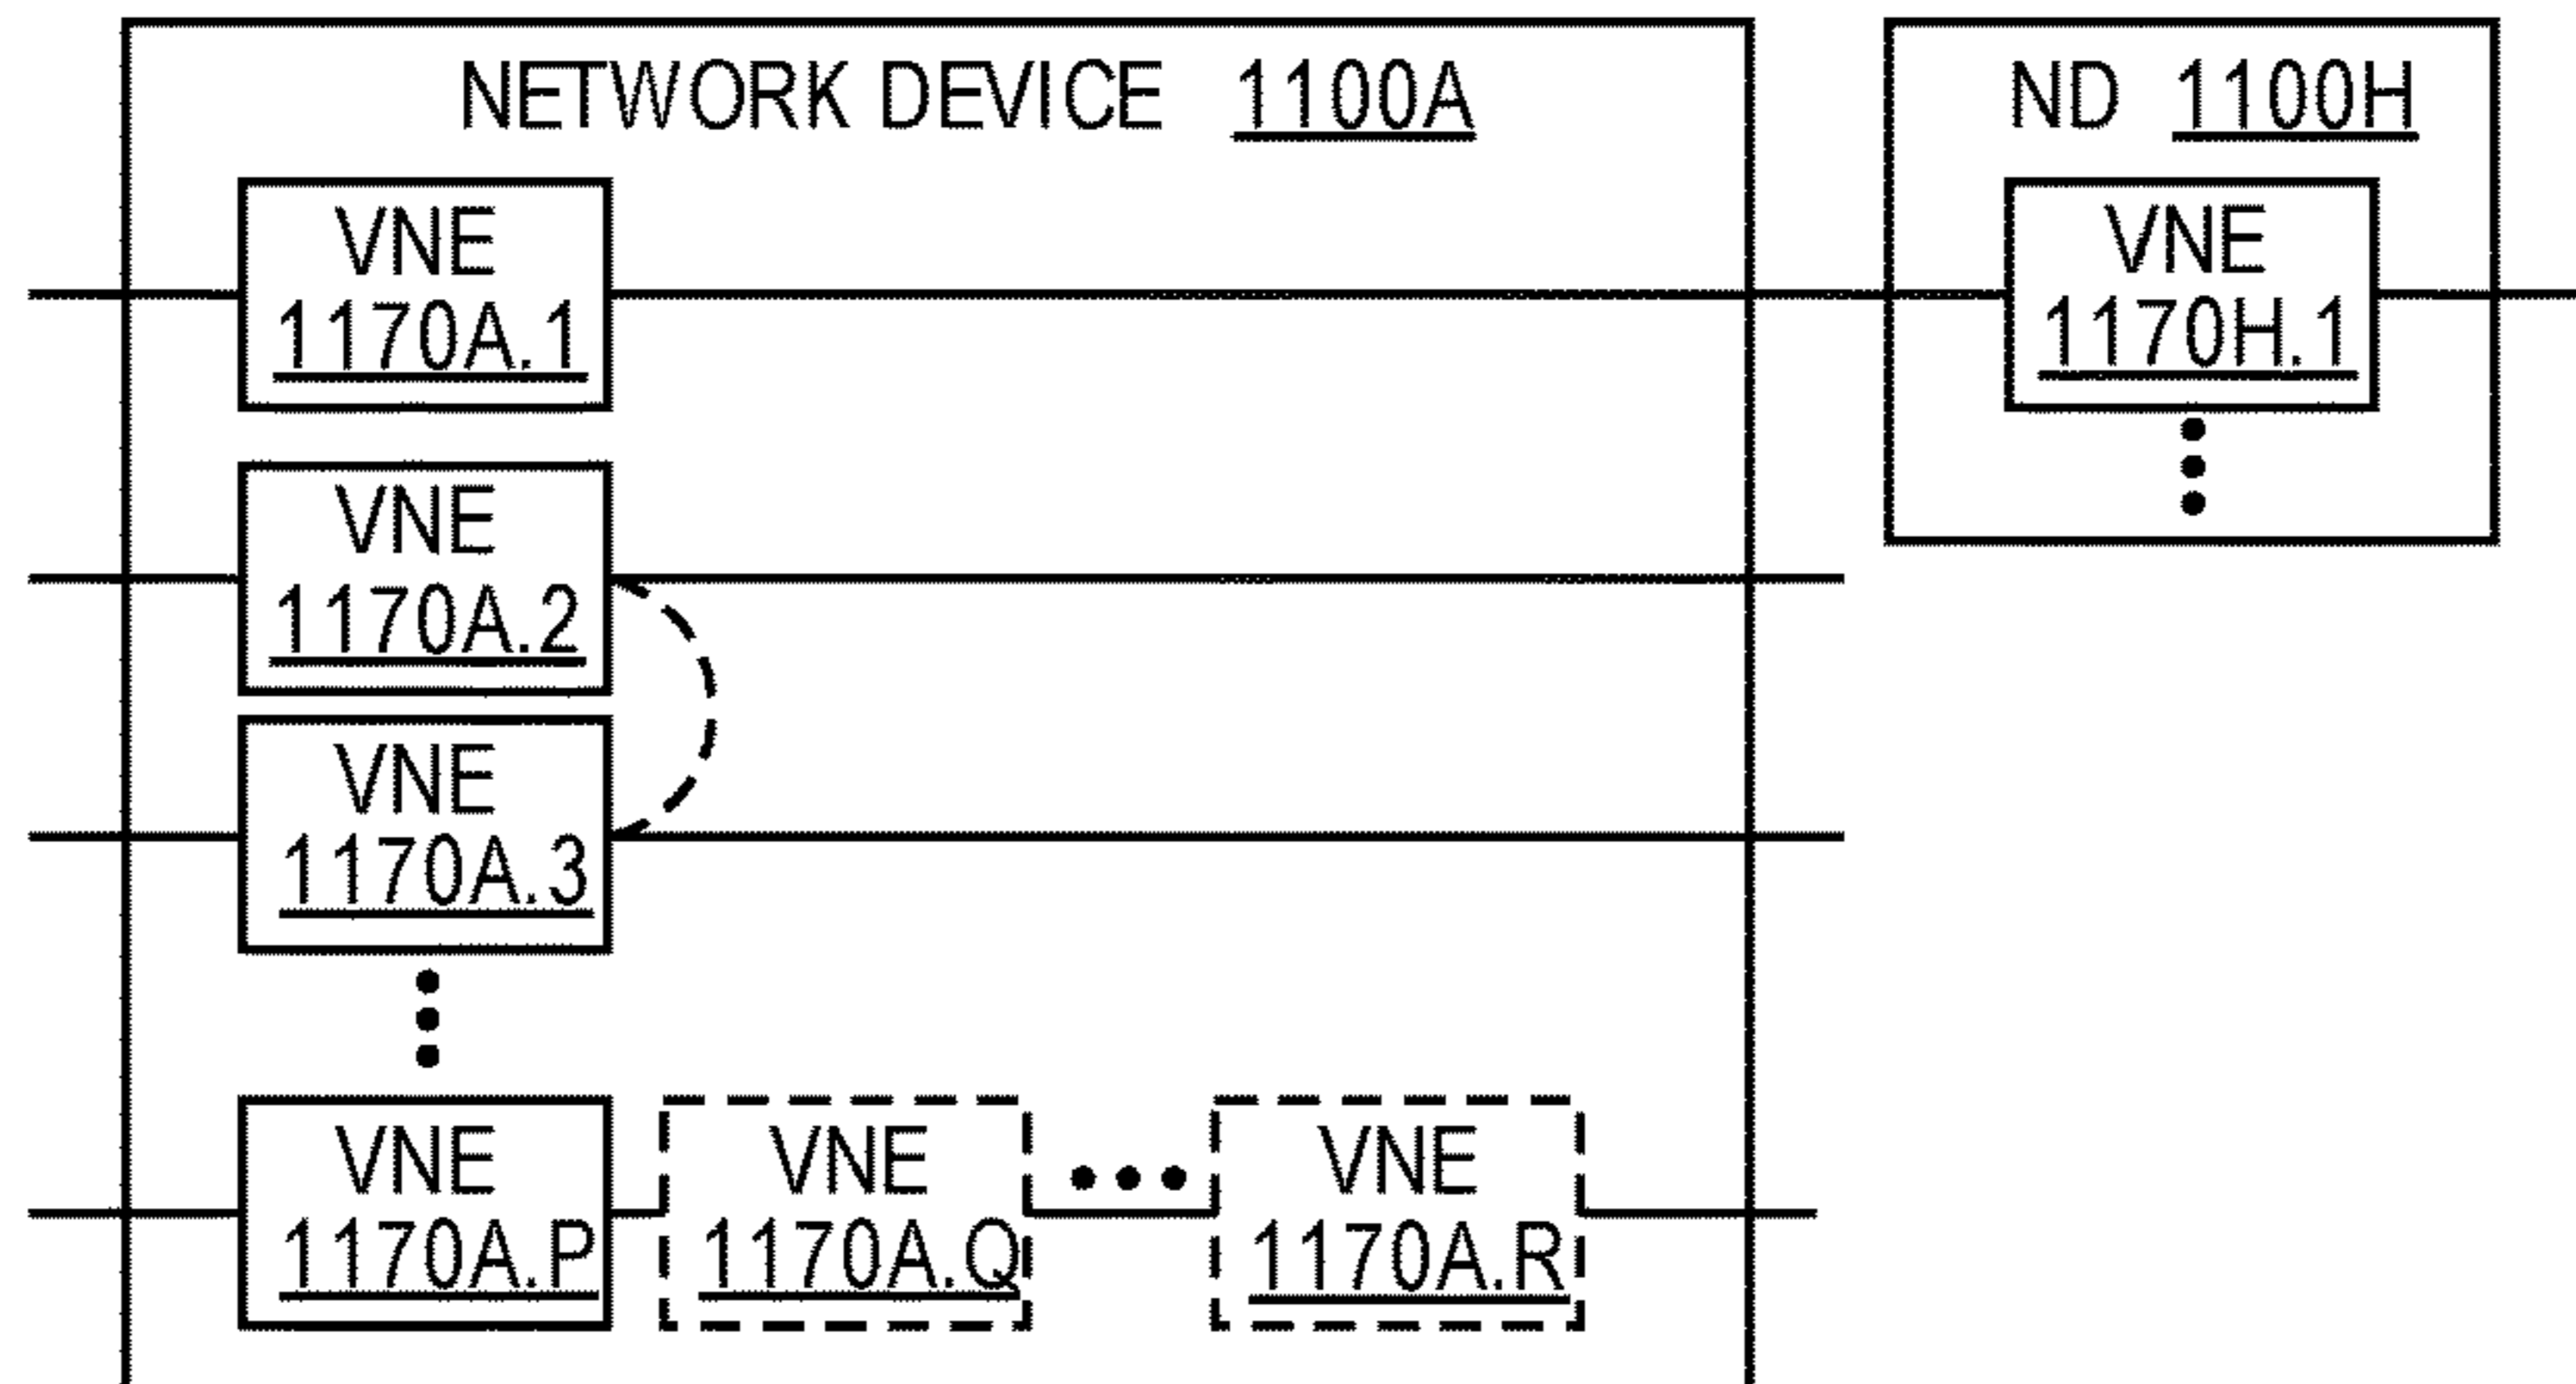 NETWORK DEVICE 1100A
ND 1100H
VNE
1170A.1
VNE
1170H.1
VNE
1170A.2
VNE
1170A.3
VNE
1170A.P
VNE
1170A.Q
VNE
1170A.R